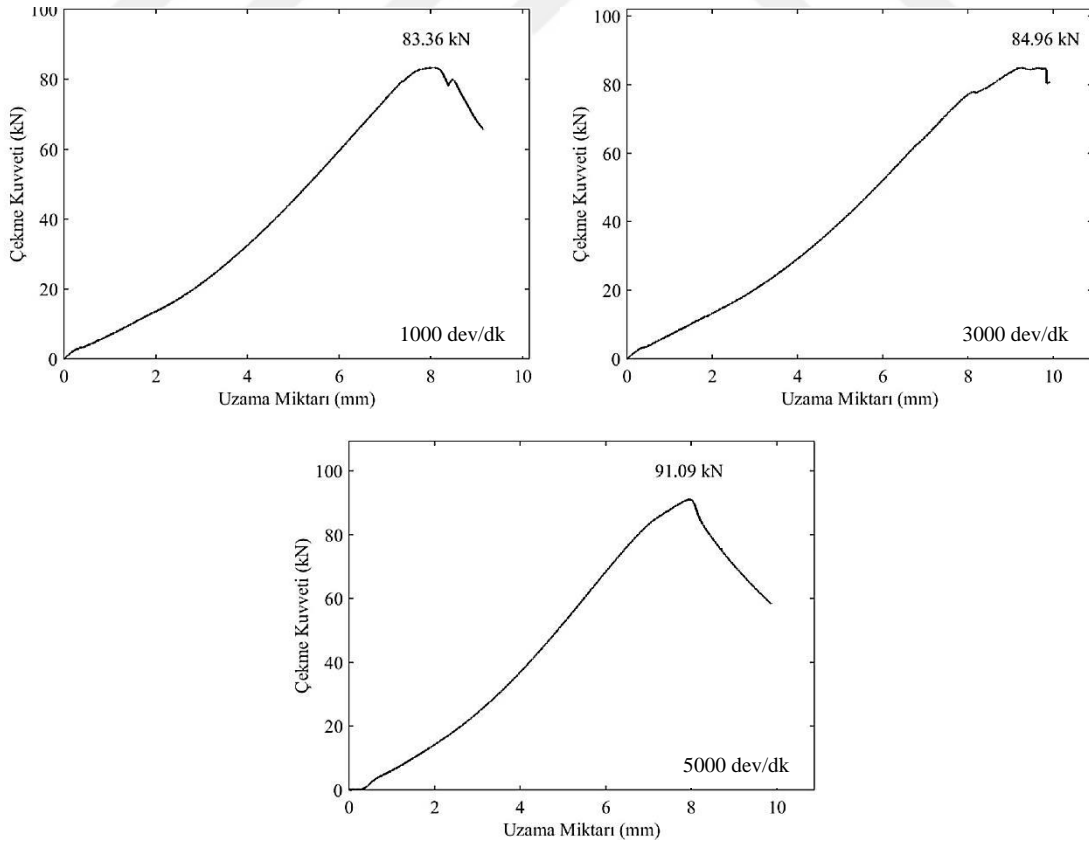 100
80
60
40
20
0
Çekme Kuvveti (kN)
83.36 kN
1000 dev/dk
0 2 4 6 8 10
Uzama Miktarı (mm)
100
80
60
40
20
0
Çekme Kuvveti (kN)
84.96 kN
3000 dev/dk
0 2 4 6 8 10
Uzama Miktarı (mm)
100
80
60
40
20
0
Çekme Kuvveti (kN)
91.09 kN
5000 dev/dk
0 2 4 6 8 10
Uzama Miktarı (mm)